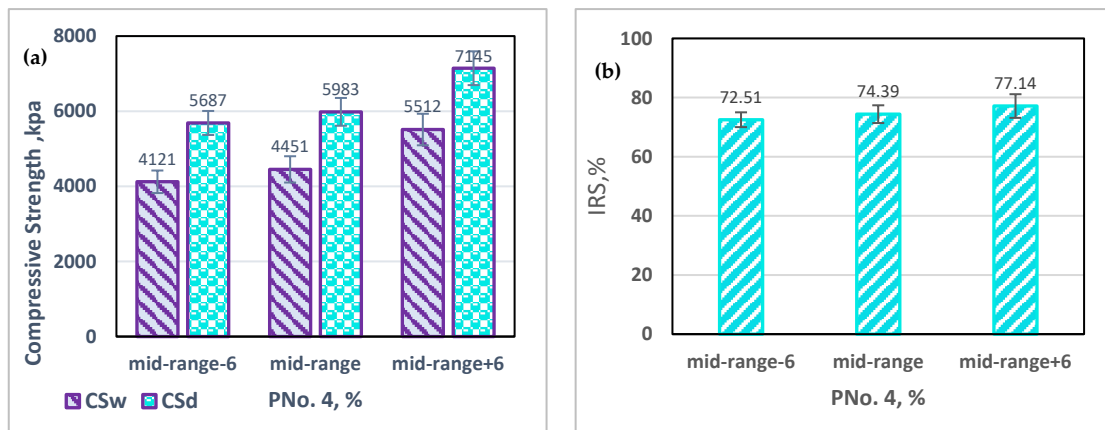 (a)
Compressive Strength ,kpa
8000
6000
4000
2000
0
4121
5687
4451
5983
5512
7145
mid-range-6
mid-range
mid-range+6
CSw
CSd
PNo. 4, %
(b)
IRS,%
100
80
60
40
20
0
72.51
74.39
77.14
mid-range-6
mid-range
mid-range+6
PNo. 4, %